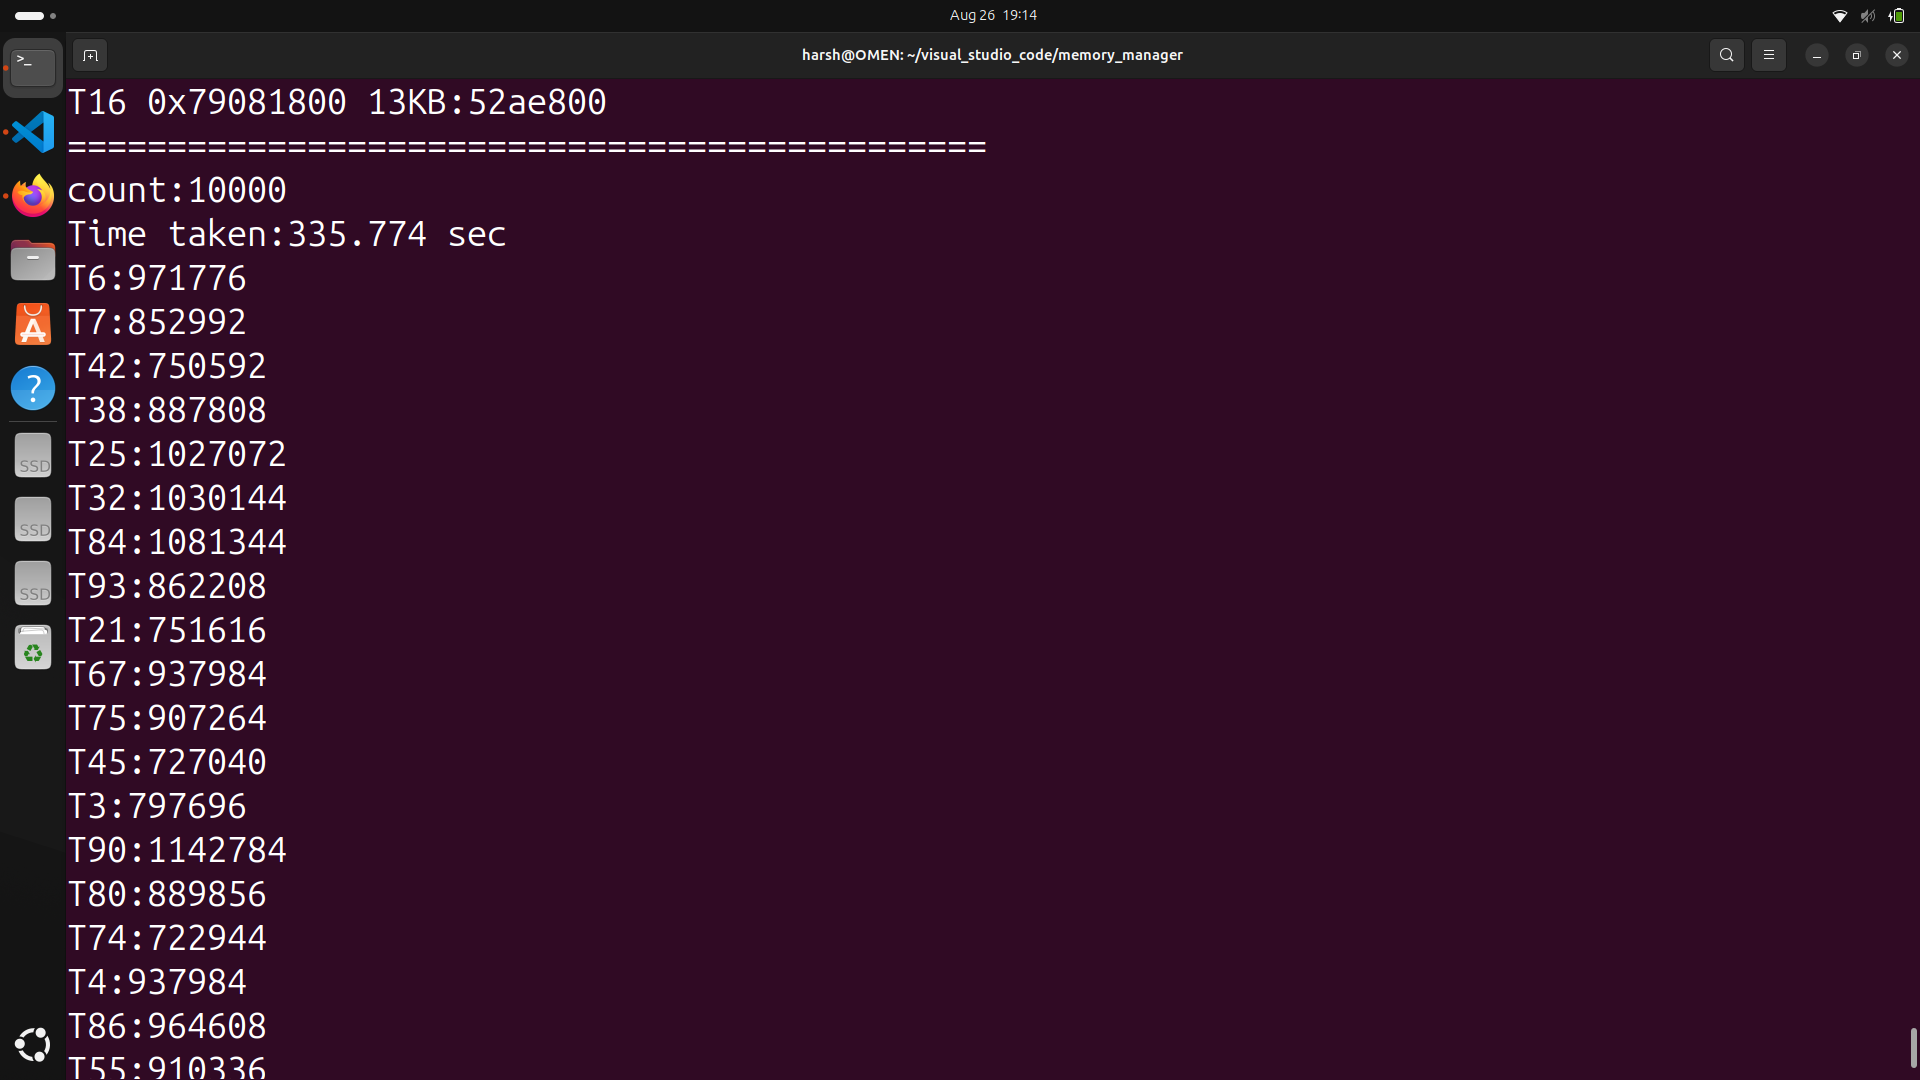 Aug 26 19:14
harsh@OMEN: ~/visual_studio_code/memory_manager
T16 0x79081800 13KB:52ae800
==============================================
count:10000
Time taken:335.774 sec
T6:971776
T7:852992
T42:750592
T38:887808
T25:1027072
T32:1030144
T84:1081344
T93:862208
T21:751616
T67:937984
T75:907264
T45:727040
T3:797696
T90:1142784
T80:889856
T74:722944
T4:937984
T86:964608
T55:910336
SSD
SSD
SSD